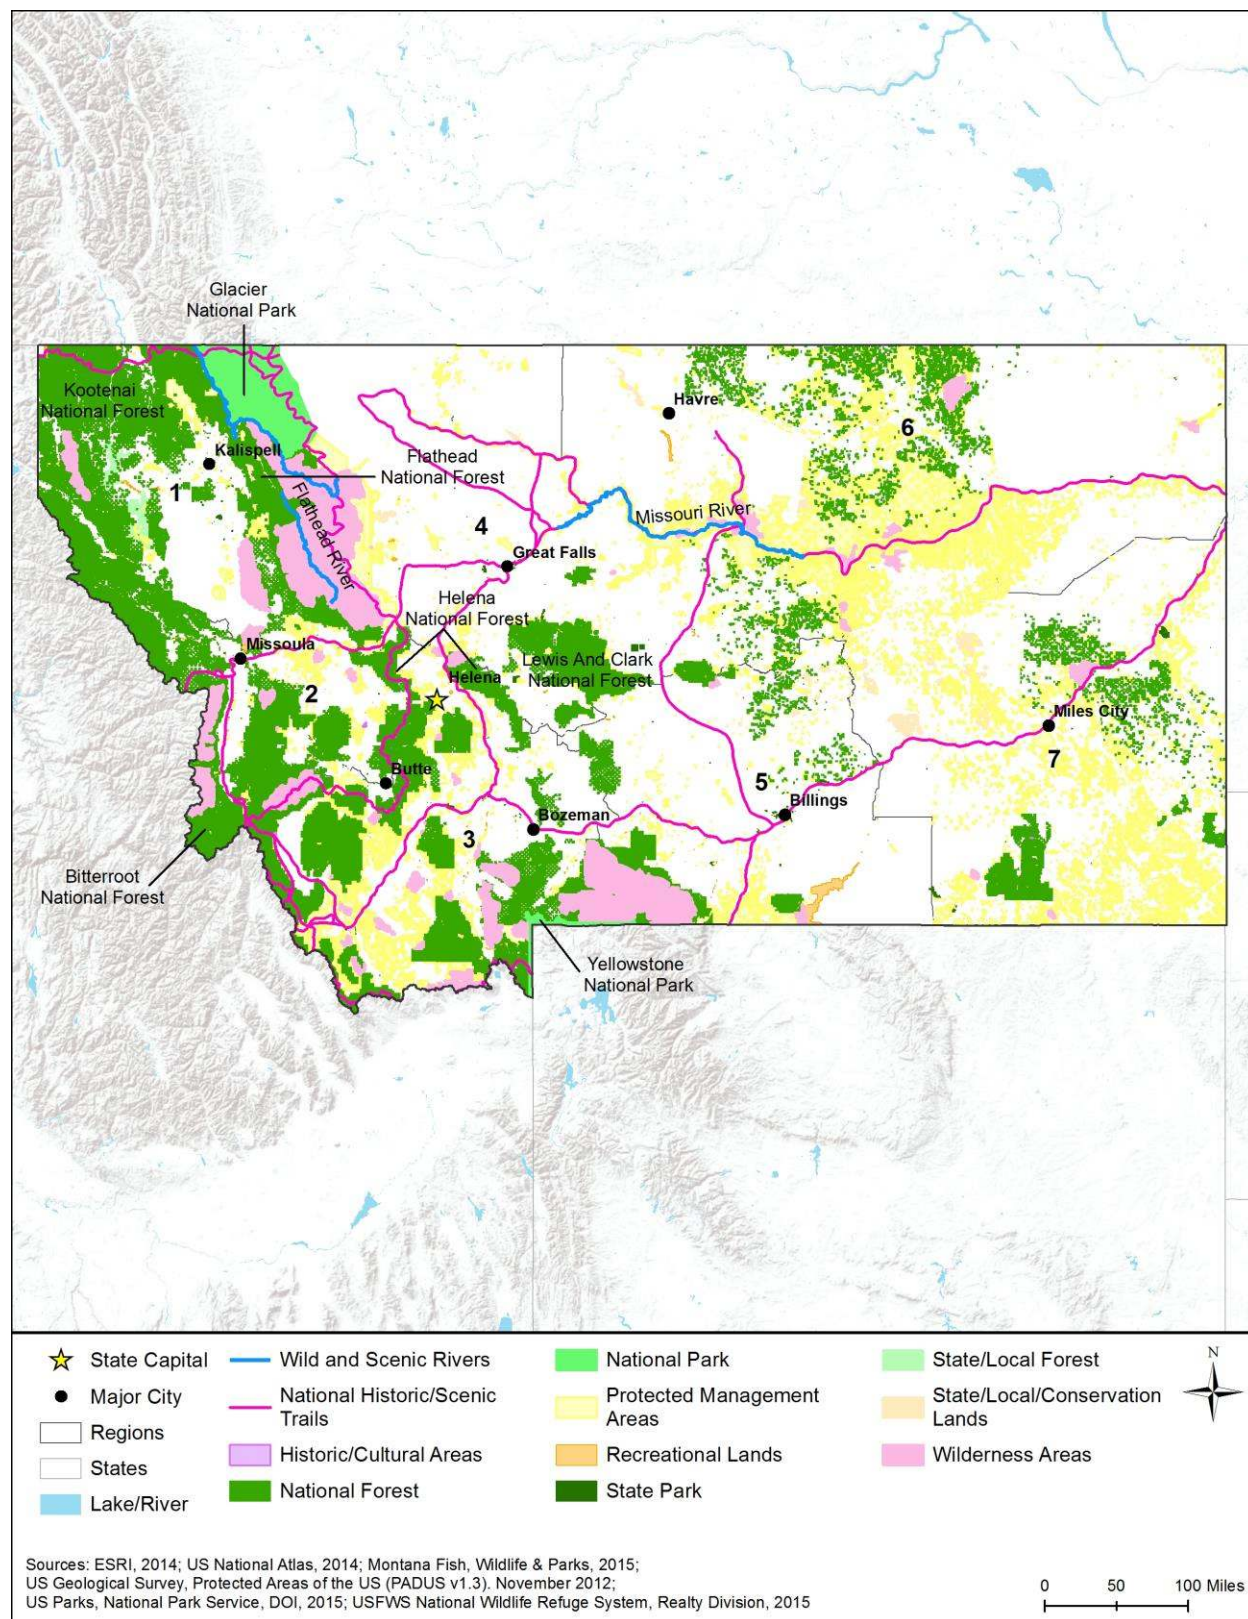 Glacier
National Park
Kootenai
National Forest
Havre
6
Kalispell
Flathead
National Forest
1
Flathead River
Missouri River
4
Great Falls
Helena
National Forest
Missoula
Lewis And Clark
National Forest
Helena
2
Miles City
7
Butte
5
Billings
Bozeman
3
Bitterroot
National Forest
Yellowstone
National Park
State Capital
Major City
Regions
States
Lake/River
Wild and Scenic Rivers
National Historic/Scenic
Trails
Historic/Cultural Areas
National Forest
National Park
Protected Management
Areas
Recreational Lands
State Park
State/Local Forest
State/Local/Conservation
Lands
Wilderness Areas
N
Sources: ESRI, 2014; US National Atlas, 2014; Montana Fish, Wildlife & Parks, 2015;
US Geological Survey, Protected Areas of the US (PADUS v1.3). November 2012;
US Parks, National Park Service, DOI, 2015; USFWS National Wildlife Refuge System, Realty Division, 2015
0 50 100 Miles